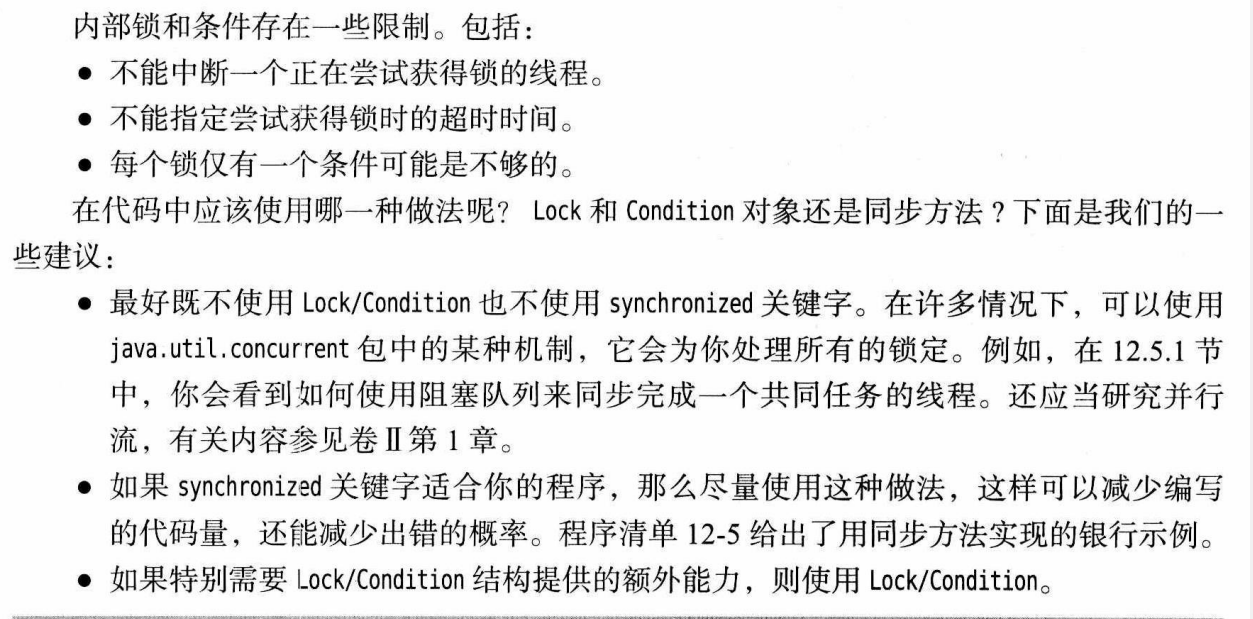 内部锁和条件存在一些限制。包括：
● 不能中断一个正在尝试获得锁的线程。
● 不能指定尝试获得锁时的超时时间。
● 每个锁仅有一个条件可能是不够的。
在代码中应该使用哪一种做法呢？ Lock 和 Condition 对象还是同步方法？下面是我们的一
些建议：
● 最好既不使用 Lock/Condition 也不使用 synchronized 关键字。在许多情况下，可以使用
java.util.concurrent 包中的某种机制，它会为你处理所有的锁定。例如，在 12.5.1 节
中，你会看到如何使用阻塞队列来同步完成一个共同任务的线程。还应当研究并行
流，有关内容参见卷Ⅱ第 1 章。
● 如果 synchronized 关键字适合你的程序，那么尽量使用这种做法，这样可以减少编写
的代码量，还能减少出错的概率。程序清单 12-5 给出了用同步方法实现的银行示例。
● 如果特别需要 Lock/Condition 结构提供的额外能力，则使用 Lock/Condition。